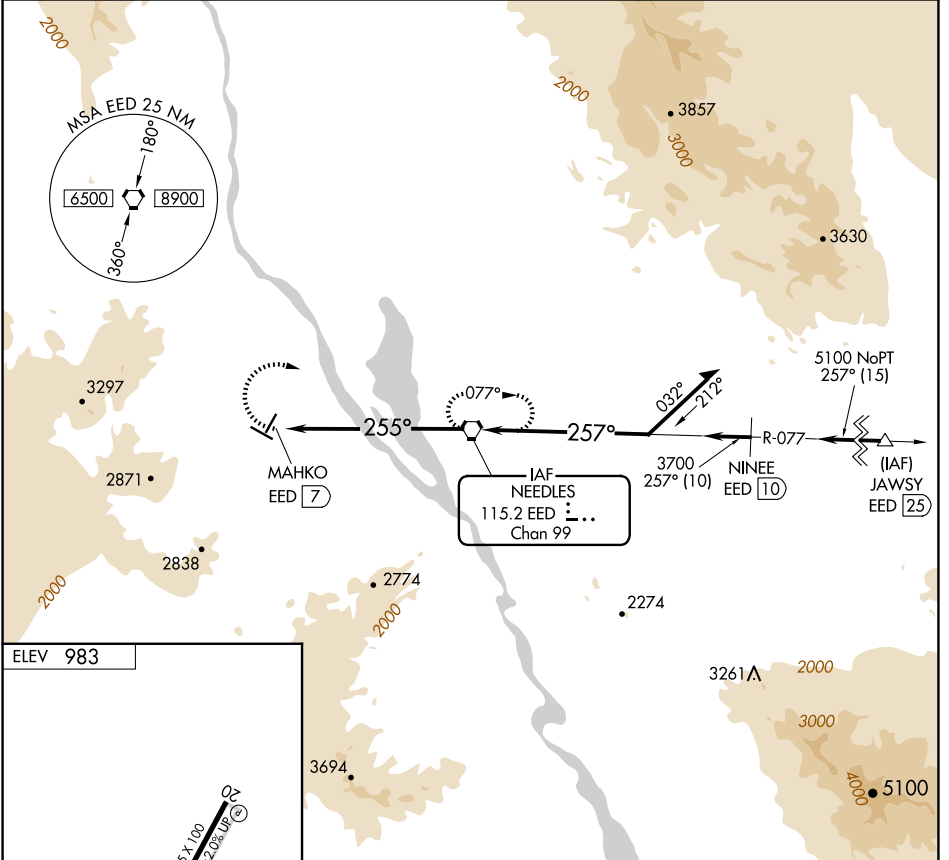 2000
MSA EED 25 NM
180°
6500
8900
360°
2000
3857
3000
3630
5100 NoPT
257° (15)
3297
077°
032°
212°
255°
257°
R-077
MAHKO
EED 7
3700
257° (10)
NINEE
EED 10
(IAF)
JAWSY
EED 25
IAF
NEEDLES
115.2 EED
Chan 99
2871
2838
2000
2774
2000
2274
3261
2000
3000
4000
5100
3694
ELEV 983
20
5 X 100
2.0% UP